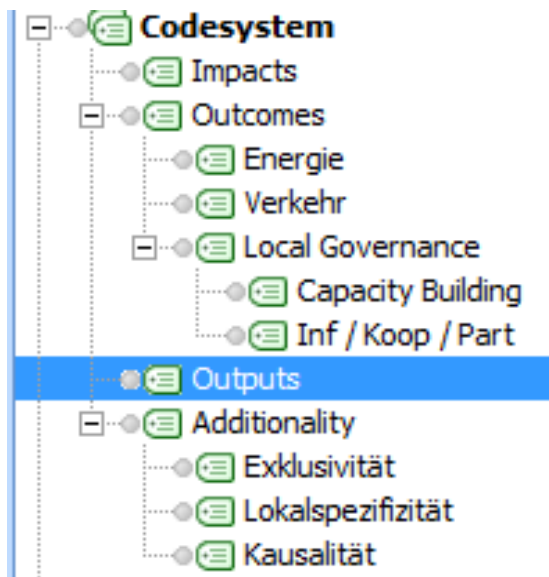 Codesystem
Impacts
Outcomes
Energie
Verkehr
Local Governance
Capacity Building
Inf / Koop / Part
Outputs
Additionality
Exklusivität
Lokalspezifizität
Kausalität